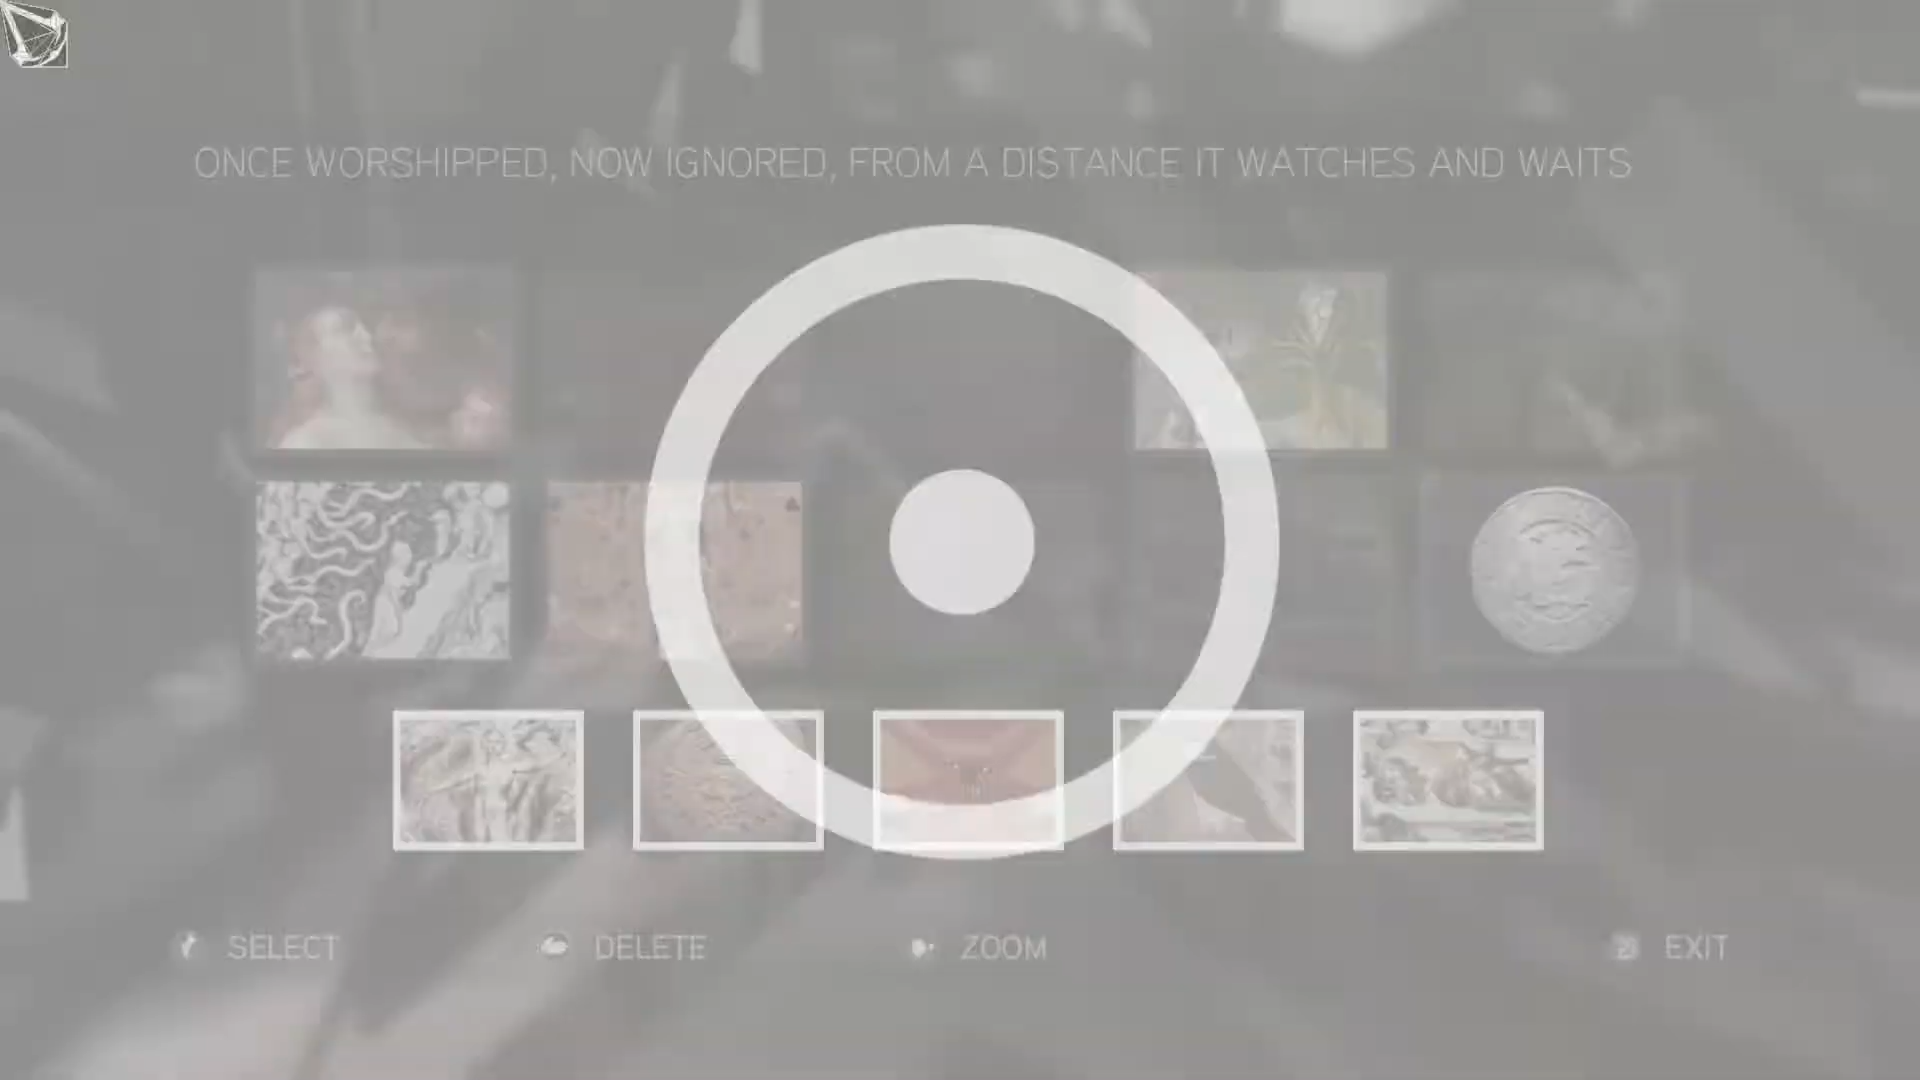 ONCE WORSHIPPED, NOW IGNORED, FROM A DISTANCE IT WATCHES AND WAITS
SELECT
DELETE
ZOOM
EXIT